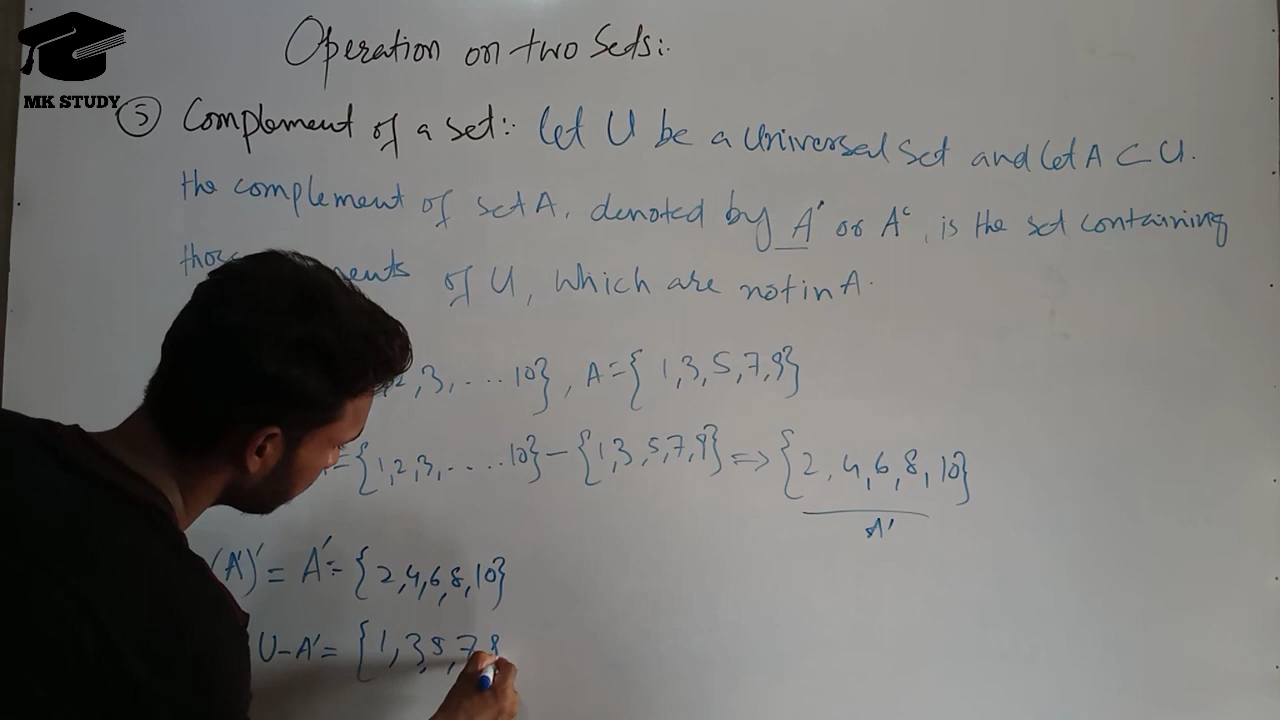 Operation on two Sets:.
MK STUDY
5 Complement of a set:. Let U be a Universal set and let A ⊂ U.
the complement of set A, denoted by A' or Aᶜ, is the set containing
of U, which are not in A.
2,3,....10}, A={1,3,5,7,9}
={1,2,3,.....10}-{1,3,5,7,9} => {2,4,6,8,10}
A'
(A')' = A' = {2,4,6,8,10}
U-A' = {1,3,5,7